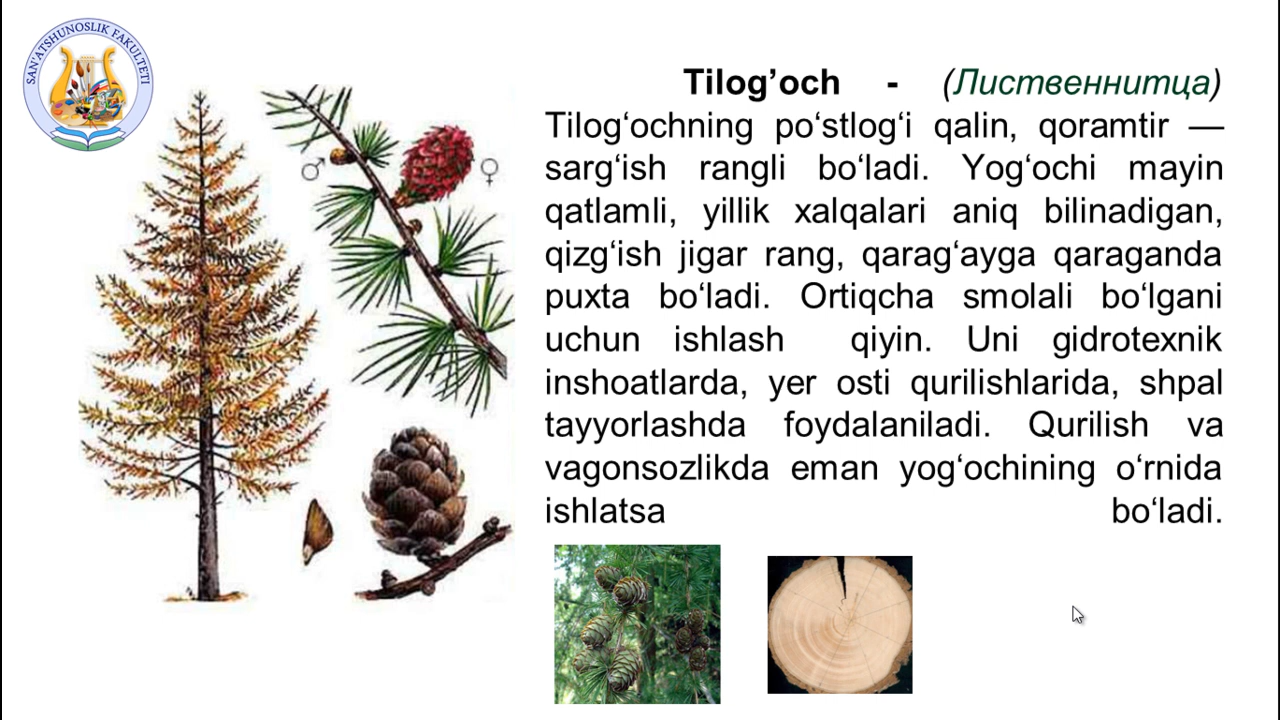 SAN'ATSHUNOSLIK FAKULTETI
Tilog’och - (Лиственнитца)
Tilog‘ochning po‘stlog‘i qalin, qoramtir —
sarg‘ish rangli bo‘ladi. Yog‘ochi mayin
qatlamli, yillik xalqalari aniq bilinadigan,
qizg‘ish jigar rang, qarag‘ayga qaraganda
puxta bo‘ladi. Ortiqcha smolali bo‘lgani
uchun ishlash qiyin. Uni gidrotexnik
inshoatlarda, yer osti qurilishlarida, shpal
tayyorlashda foydalaniladi. Qurilish va
vagonsozlikda eman yog‘ochining o‘rnida
ishlatsa bo‘ladi.
♂
♀